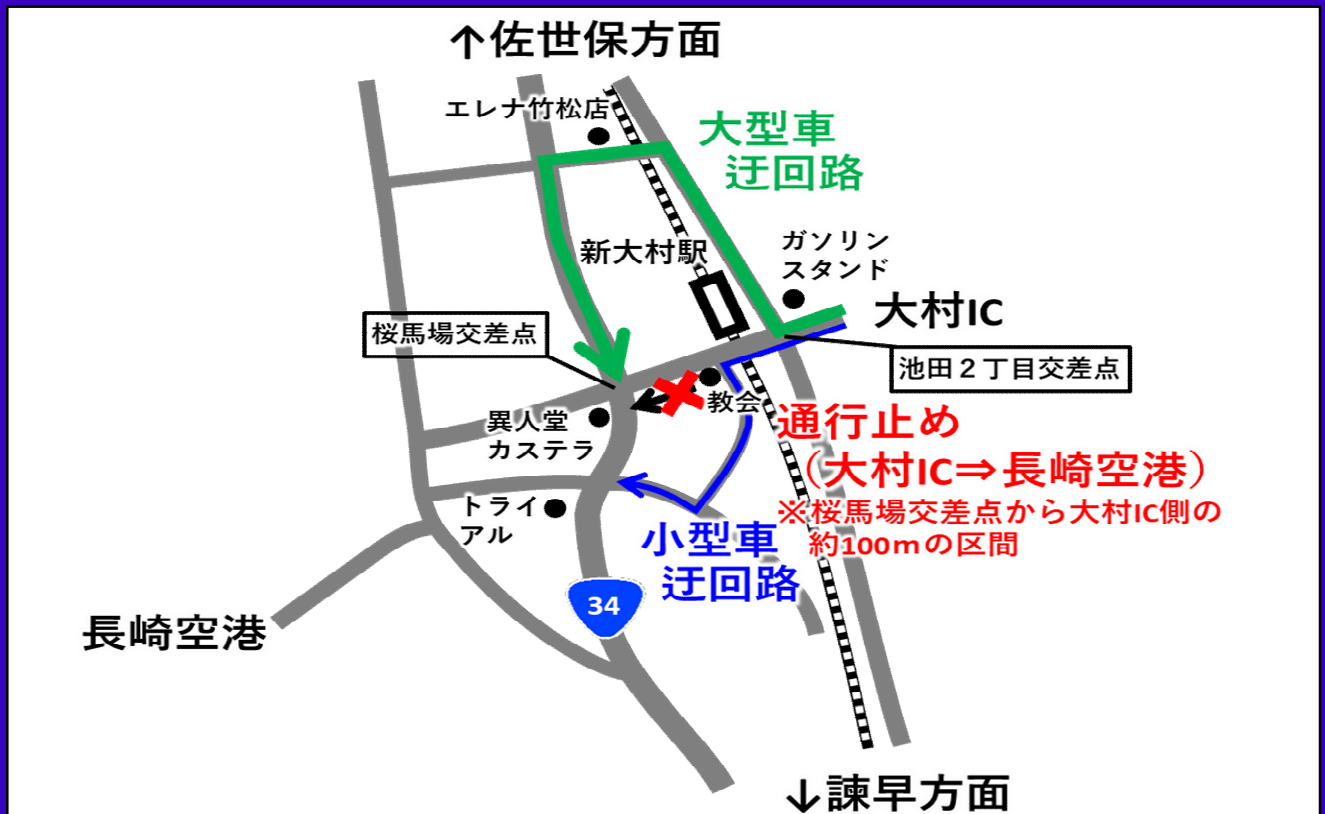 ↑佐世保方面
エレナ竹松店
大型車
迂回路
新大村駅
ガソリン
スタンド
大村IC
桜馬場交差点
池田2丁目交差点
教会
異人堂
カステラ
通行止め
(大村IC⇒長崎空港)
※桜馬場交差点から大村IC側の
約100mの区間
トライ
アル
小型車
迂回路
34
長崎空港
↓諫早方面